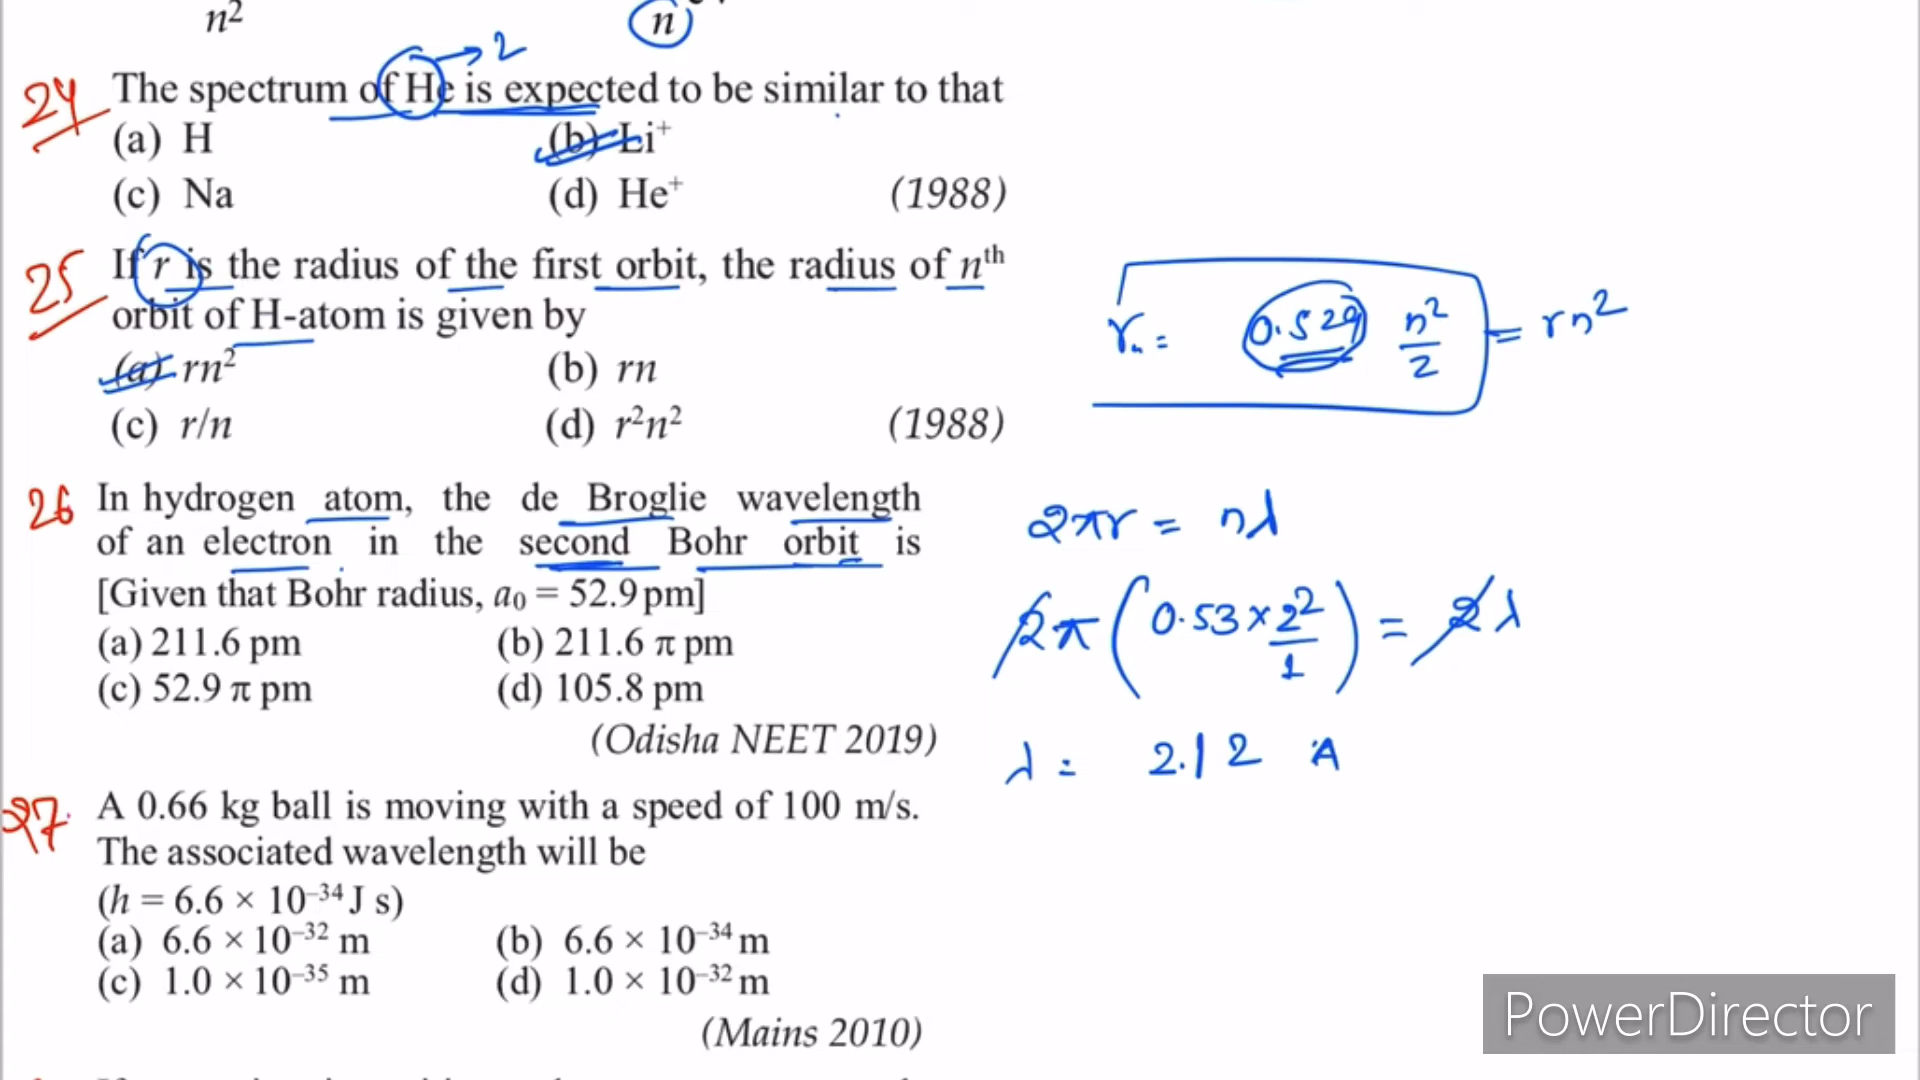 n²
n
→ 2
24 The spectrum of He is expected to be similar to that
(a) H (b) Li⁺
(c) Na (d) He⁺ (1988)
25 If r is the radius of the first orbit, the radius of nᵗʰ
orbit of H-atom is given by
(a) rn² (b) rn
(c) r/n (d) r²n² (1988)
rₙ = 0.529 n²/2 = rn²
26 In hydrogen atom, the de Broglie wavelength
of an electron in the second Bohr orbit is
[Given that Bohr radius, a₀ = 52.9 pm]
(a) 211.6 pm (b) 211.6 π pm
(c) 52.9 π pm (d) 105.8 pm
(Odisha NEET 2019)
2πr = nλ
2π(0.53 × 2²/1) = 2λ
λ = 2.12 A
27. A 0.66 kg ball is moving with a speed of 100 m/s.
The associated wavelength will be
(h = 6.6 × 10⁻³⁴ J s)
(a) 6.6 × 10⁻³² m (b) 6.6 × 10⁻³⁴ m
(c) 1.0 × 10⁻³⁵ m (d) 1.0 × 10⁻³² m
(Mains 2010)
PowerDirector